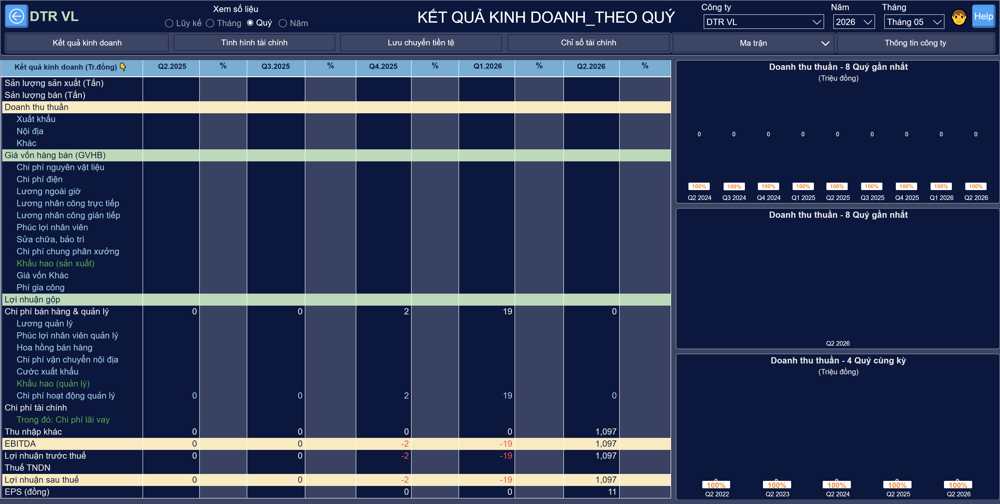 DTR VL
Xem số liệu
Lũy kế Tháng Quý Năm
KẾT QUẢ KINH DOANH_THEO QUÝ
Công ty Năm Tháng
DTR VL 2026 Tháng 05
Help
Kết quả kinh doanh Tình hình tài chính Lưu chuyển tiền tệ Chỉ số tài chính Ma trận Thông tin công ty
Kết quả kinh doanh (Tr.đồng) Q2.2025 % Q3.2025 % Q4.2025 % Q1.2026 % Q2.2026 %
Sản lượng sản xuất (Tấn)
Sản lượng bán (Tấn)
Doanh thu thuần
Xuất khẩu
Nội địa
Khác
Giá vốn hàng bán (GVHB)
Chi phí nguyên vật liệu
Chi phí điện
Lương ngoài giờ
Lương nhân công trực tiếp
Lương nhân công gián tiếp
Phúc lợi nhân viên
Sửa chữa, bảo trì
Chi phí chung phân xưởng
Khấu hao (sản xuất)
Giá vốn Khác
Phí gia công
Lợi nhuận gộp
Chi phí bán hàng & quản lý 0 0 2 19 0
Lương quản lý
Phúc lợi nhân viên quản lý
Hoa hồng bán hàng
Chi phí vận chuyển nội địa
Cước xuất khẩu
Khấu hao (quản lý)
Chi phí hoạt động quản lý 0 0 2 19 0
Chi phí tài chính
Trong đó: Chi phí lãi vay
Thu nhập khác 0 0 0 0 1,097
EBITDA 0 0 -2 -19 1,097
Lợi nhuận trước thuế 0 0 -2 -19 1,097
Thuế TNDN
Lợi nhuận sau thuế 0 0 -2 -19 1,097
EPS (đồng) 0 0 11
Doanh thu thuần - 8 Quý gần nhất
(Triệu đồng)
0 0 0 0 0 0 0 0 0
100% 100% 100% 100% 100% 100% 100% 100% 100%
Q2 2024 Q3 2024 Q4 2024 Q1 2025 Q2 2025 Q3 2025 Q4 2025 Q1 2026 Q2 2026
Doanh thu thuần - 8 Quý gần nhất
Q2 2026
Doanh thu thuần - 4 Quý cùng kỳ
(Triệu đồng)
100% 100% 100% 100% 100%
Q2 2022 Q2 2023 Q2 2024 Q2 2025 Q2 2026